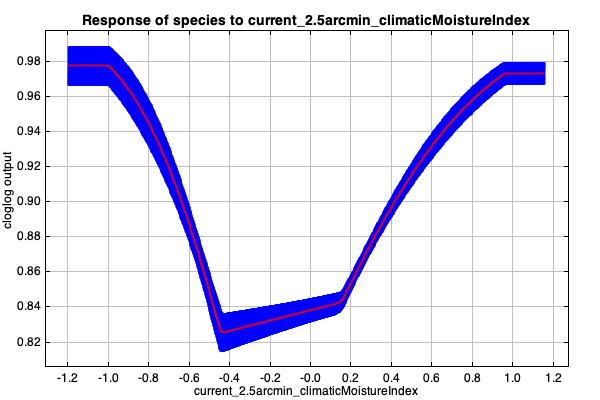 Response of species to current_2.5arcmin_climaticMoistureIndex
0.98
0.96
0.94
0.92
0.90
0.88
0.86
0.84
0.82
cloglog output
-1.2 -1.0 -0.8 -0.6 -0.4 -0.2 -0.0 0.2 0.4 0.6 0.8 1.0 1.2
current_2.5arcmin_climaticMoistureIndex